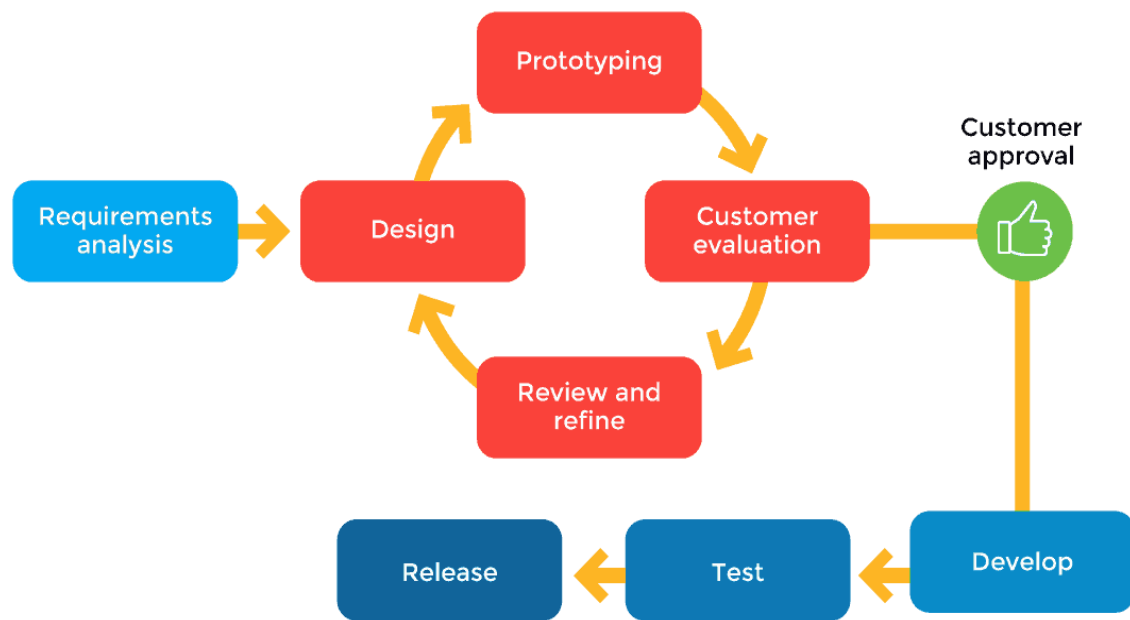 Prototyping
Customer
approval
Requirements
analysis
Design
Customer
evaluation
Review and
refine
Release
Test
Develop